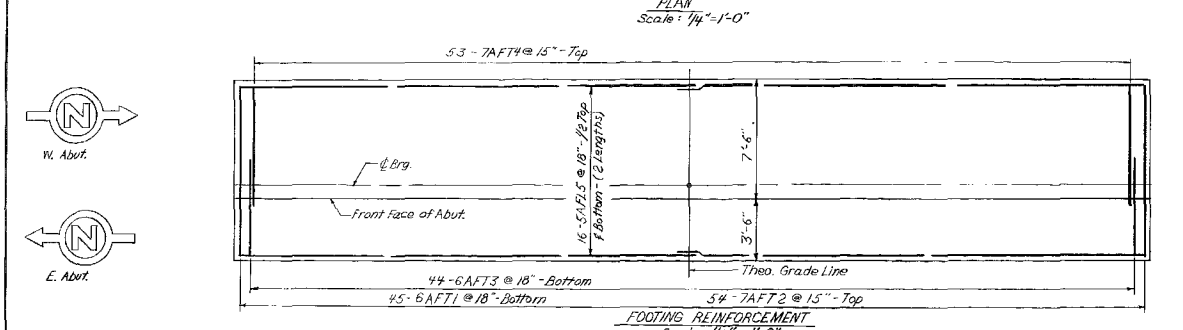 PLAN
Scale: 1/4"=1'-0"
53-7AFT4@ 15"-Top
N
W. Abut.
℄ Brg.
Front Face of Abut.
16-5AFL5 @ 18"-1/2 Top
⍧ Bottom-(2 Lengths)
7'-6"
3'-6"
N
E. Abut.
Theo. Grade Line
44-6AFT3 @ 18"-Bottom
45-6AFT1 @ 18"-Bottom
54-7AFT2 @ 15"-Top
FOOTING REINFORCEMENT